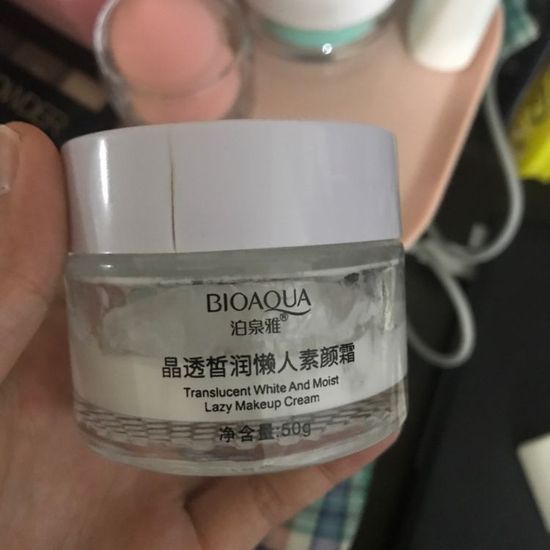 BIOAQUA
泊泉雅®
晶透皙润懒人素颜霜
Translucent White And Moist
Lazy Makeup Cream
净含量:50g